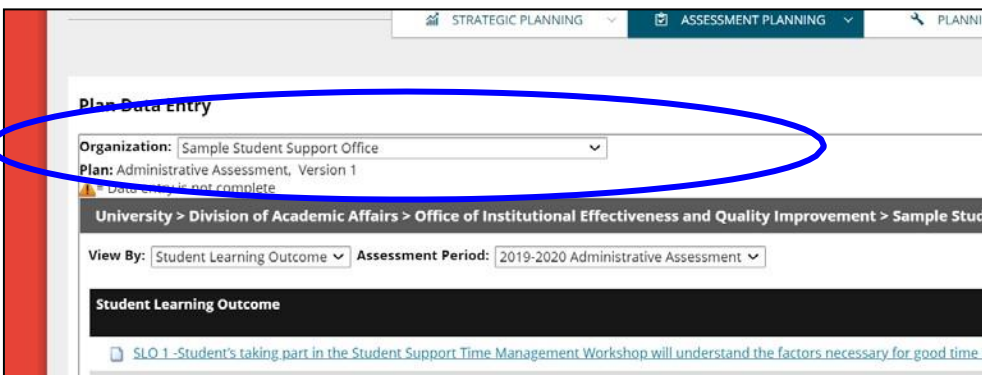 STRATEGIC PLANNING ASSESSMENT PLANNING PLANNI
Plan Data Entry
Organization: Sample Student Support Office
Plan: Administrative Assessment, Version 1
= Data entry is not complete
University > Division of Academic Affairs > Office of Institutional Effectiveness and Quality Improvement > Sample Stud
View By: Student Learning Outcome Assessment Period: 2019-2020 Administrative Assessment
Student Learning Outcome
SLO 1 -Student's taking part in the Student Support Time Management Workshop will understand the factors necessary for good time